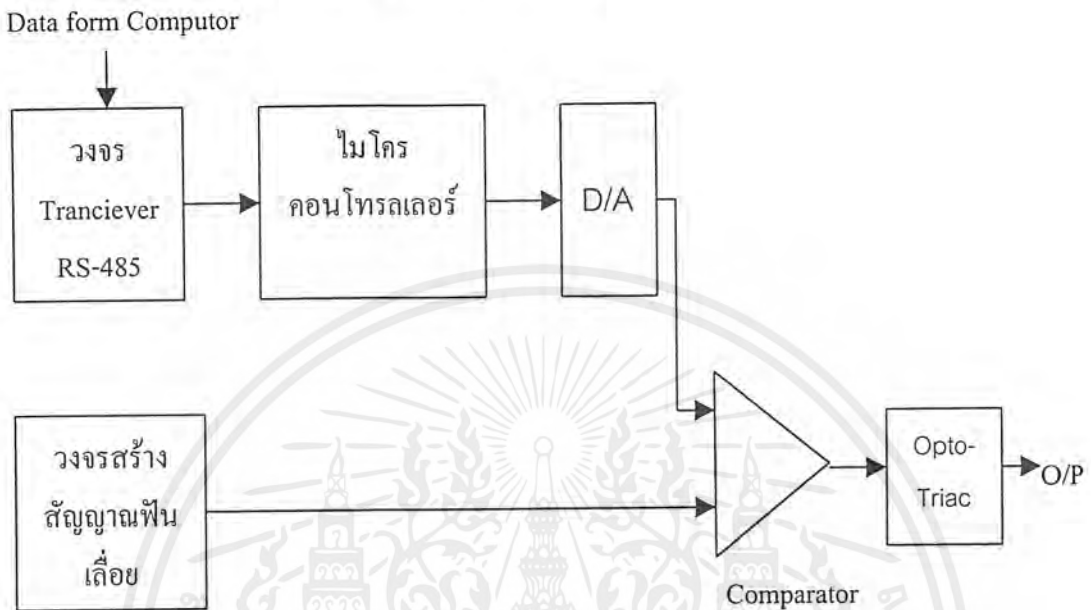 Data form Computor
วงจร
Tranciever
RS-485
ไมโคร
คอนโทรลเลอร์
D/A
วงจรสร้าง
สัญญาณฟัน
เลื่อย
Opto-
Triac
O/P
Comparator